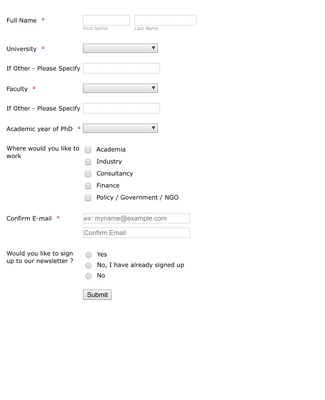 Full Name *
First Name Last Name
University *
If Other - Please Specify
Faculty *
If Other - Please Specify
Academic year of PhD *
Where would you like to
work
Academia
Industry
Consultancy
Finance
Policy / Government / NGO
Confirm E-mail *
ex: myname@example.com
Confirm Email
Would you like to sign
up to our newsletter ?
Yes
No, I have already signed up
No
Submit